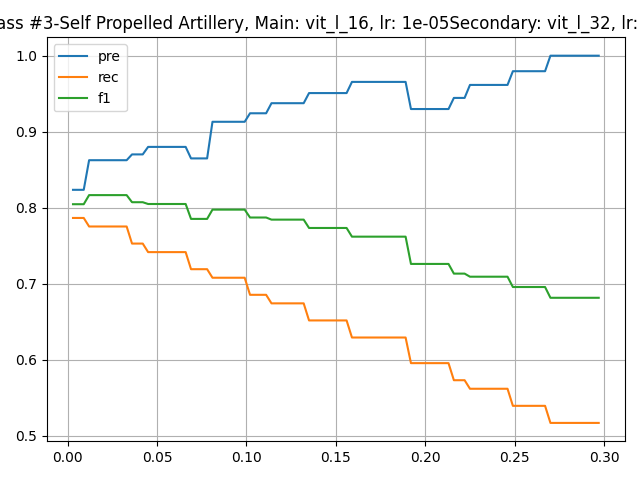 ass #3-Self Propelled Artillery, Main: vit_l_16, lr: 1e-05Secondary: vit_l_32, lr:
pre
rec
f1
1.0
0.9
0.8
0.7
0.6
0.5
0.00 0.05 0.10 0.15 0.20 0.25 0.30